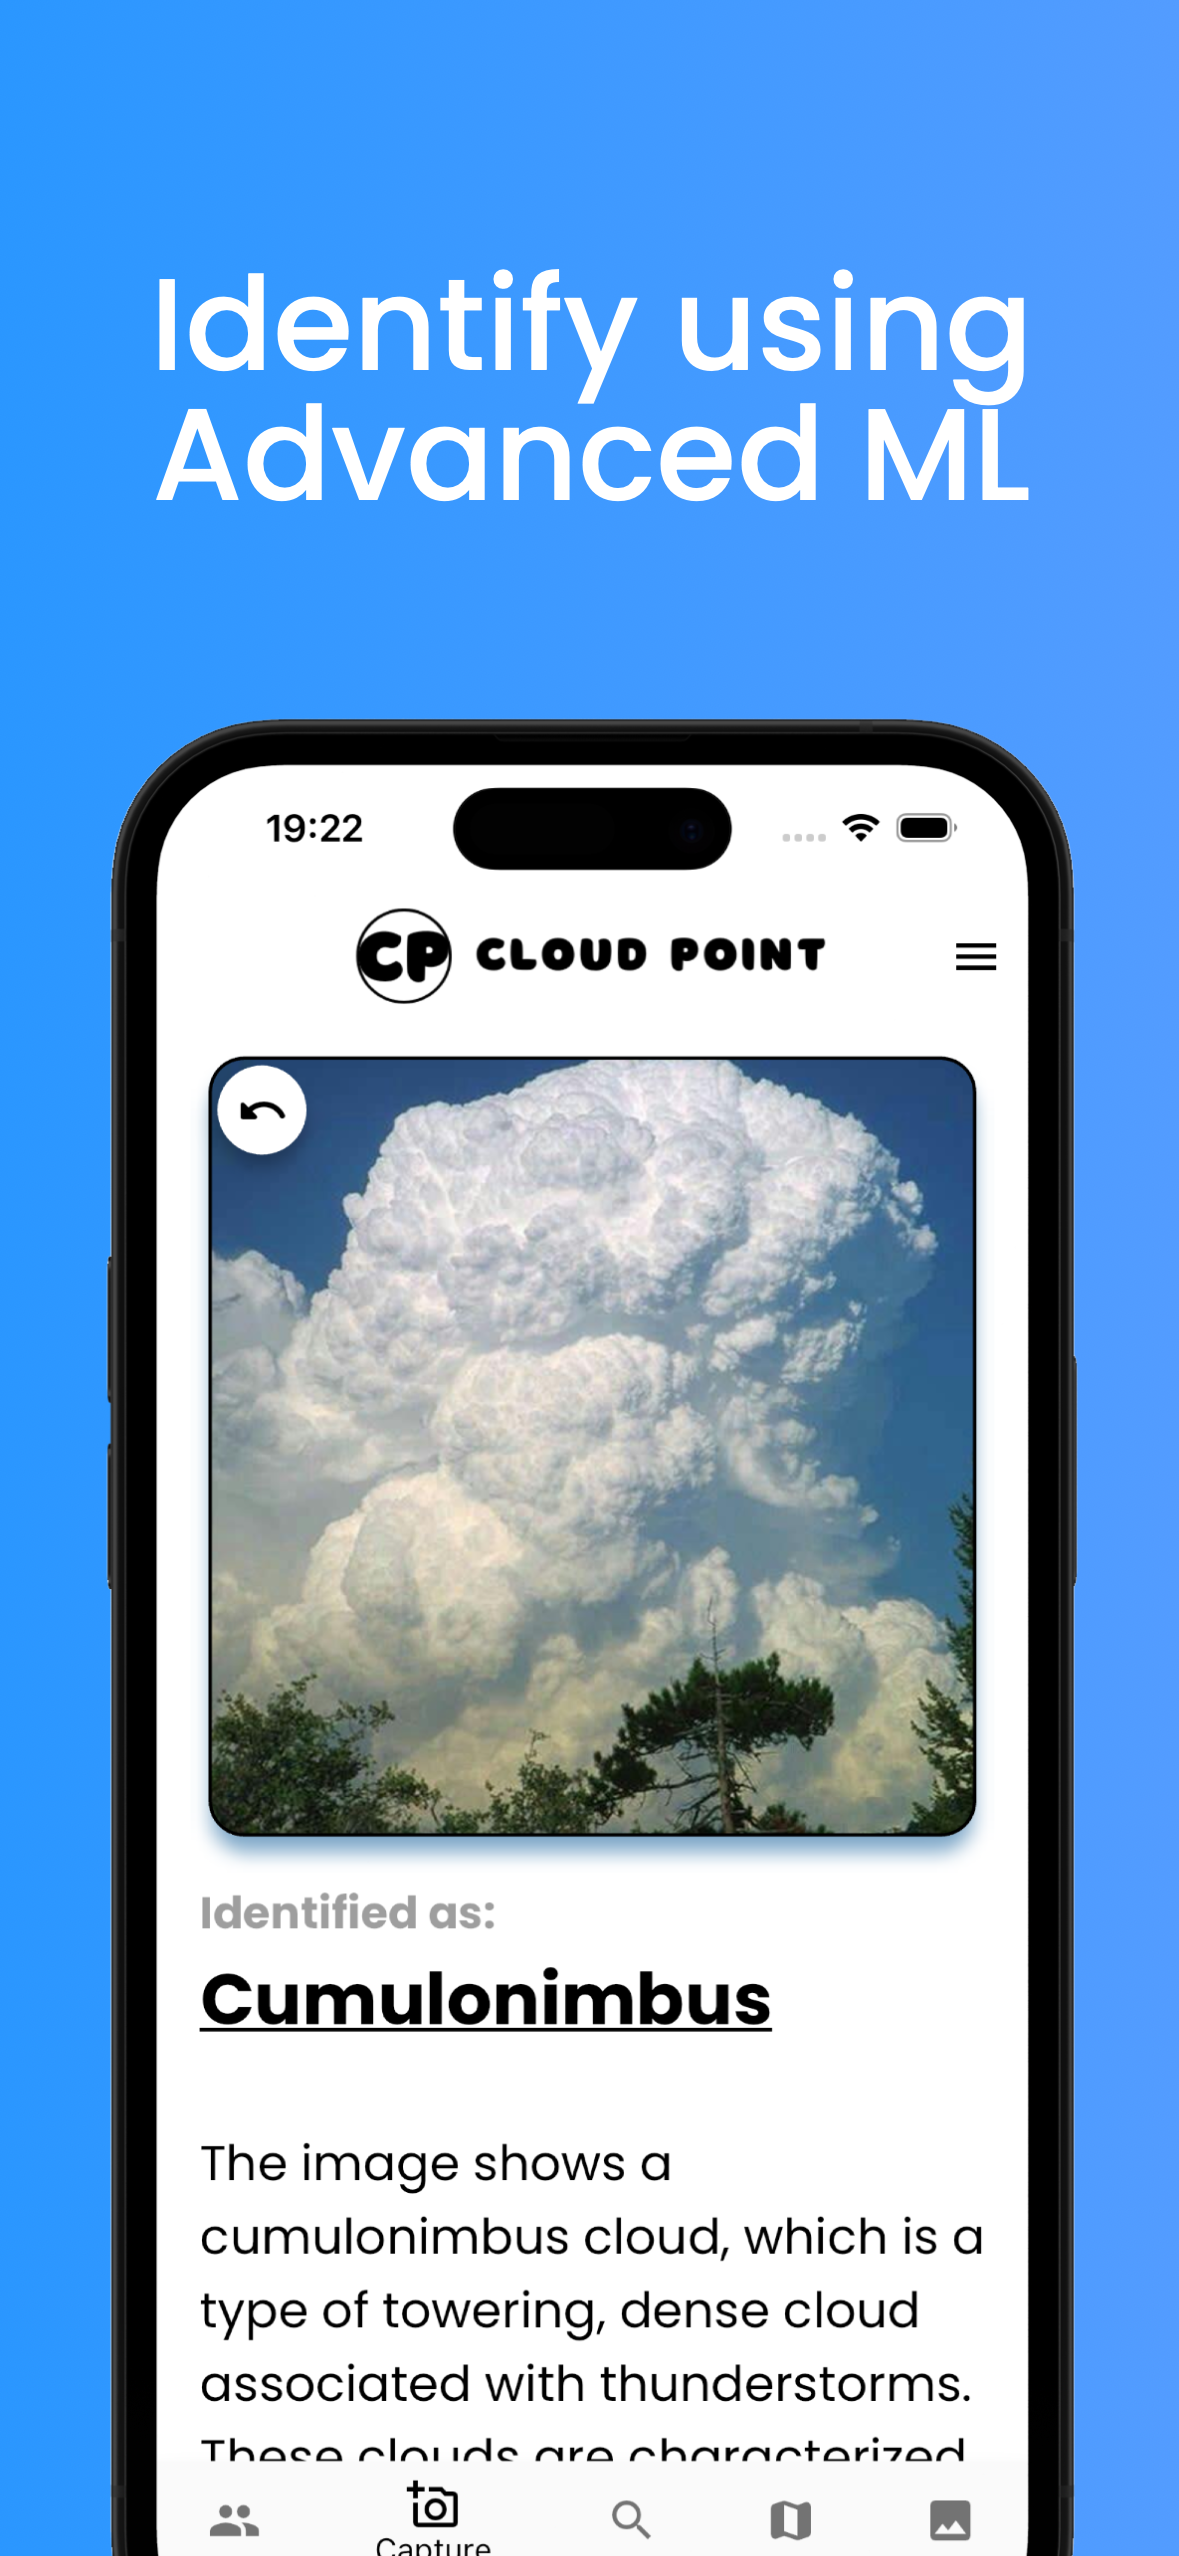 Identify using
Advanced ML
19:22
CP CLOUD POINT
Identified as:
Cumulonimbus
The image shows a
cumulonimbus cloud, which is a
type of towering, dense cloud
associated with thunderstorms.
These clouds are characterized
Capture